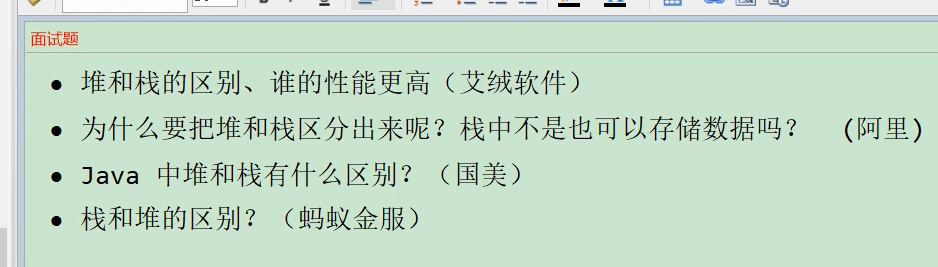 面试题
• 堆和栈的区别、谁的性能更高（艾绒软件）
• 为什么要把堆和栈区分出来呢？栈中不是也可以存储数据吗？ (阿里)
• Java 中堆和栈有什么区别？（国美）
• 栈和堆的区别？（蚂蚁金服）